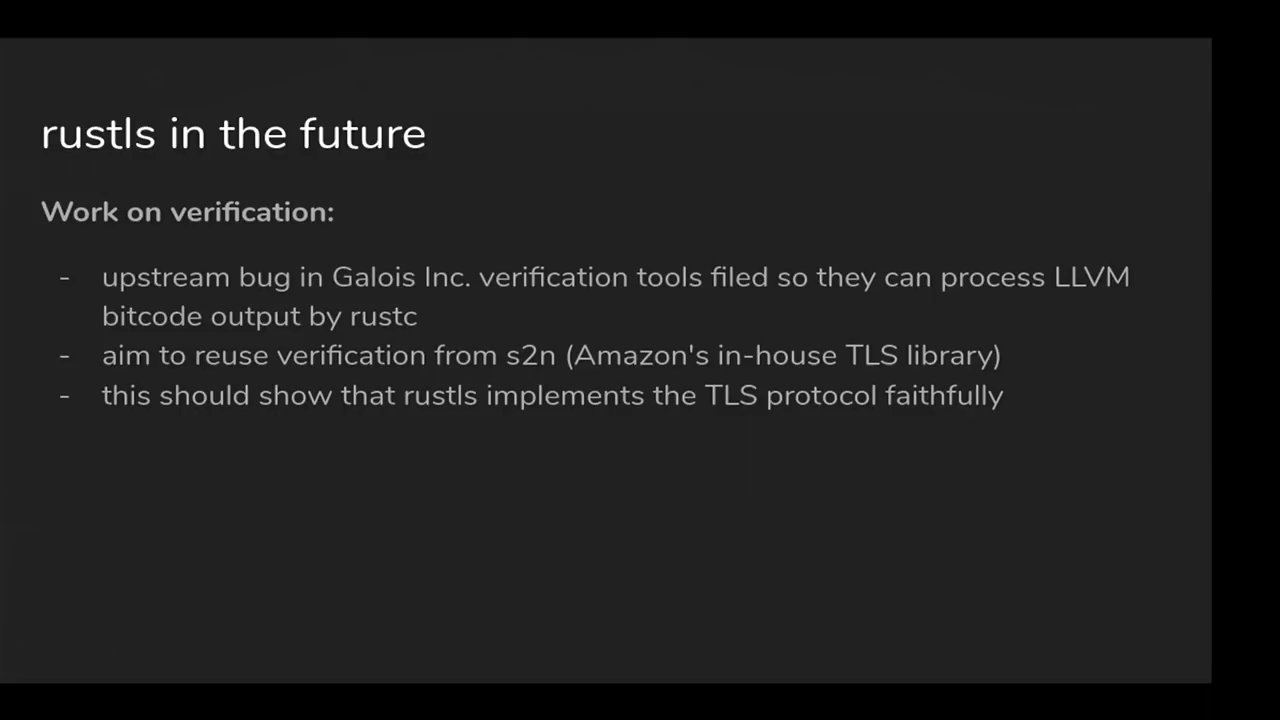 rustls in the future
Work on verification:
- upstream bug in Galois Inc. verification tools filed so they can process LLVM
bitcode output by rustc
- aim to reuse verification from s2n (Amazon's in-house TLS library)
- this should show that rustls implements the TLS protocol faithfully